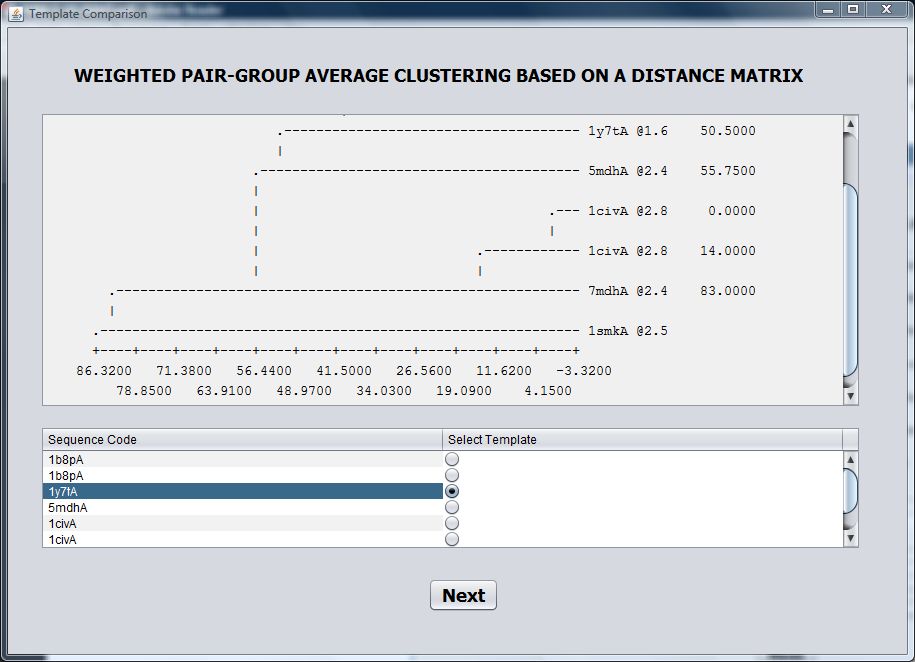 Template Comparison
WEIGHTED PAIR-GROUP AVERAGE CLUSTERING BASED ON A DISTANCE MATRIX
.------------------------------------- 1y7tA @1.6 50.5000
|
.---------------------------------------- 5mdhA @2.4 55.7500
|
| .--- 1civA @2.8 0.0000
| |
| .------------ 1civA @2.8 14.0000
| |
.---------------------------------------------------------- 7mdhA @2.4 83.0000
|
.------------------------------------------------------------ 1smkA @2.5
+----+----+----+----+----+----+----+----+----+----+----+----+
86.3200 71.3800 56.4400 41.5000 26.5600 11.6200 -3.3200
78.8500 63.9100 48.9700 34.0300 19.0900 4.1500
Sequence Code Select Template
1b8pA
1b8pA
1y7tA
5mdhA
1civA
1civA
Next